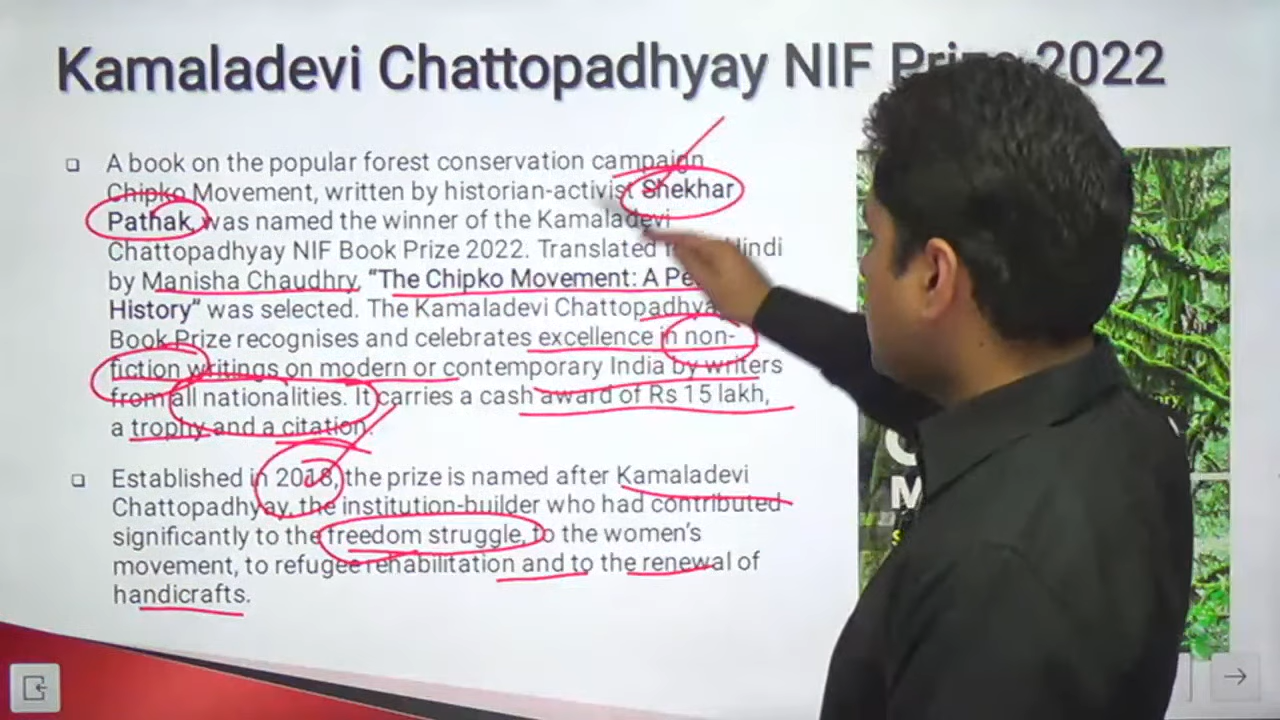 Kamaladevi Chattopadhyay NIF Prize 2022
A book on the popular forest conservation campaign
Chipko Movement, written by historian-activist Shekhar
Pathak, was named the winner of the Kamaladevi
Chattopadhyay NIF Book Prize 2022. Translated Hindi
by Manisha Chaudhry, “The Chipko Movement: A
History” was selected. The Kamaladevi
Book Prize recognises and celebrates excellence in non-
fiction writings on modern or contemporary India by writers
from all nationalities. It carries a cash award of Rs 15 lakh,
a trophy and a citation.
Established in 2018, the prize is named after Kamaladevi
Chattopadhyay, the institution-builder who had contributed
significantly to the freedom struggle, to the women’s
movement, to refugee rehabilitation and to the renewal of
handicrafts.